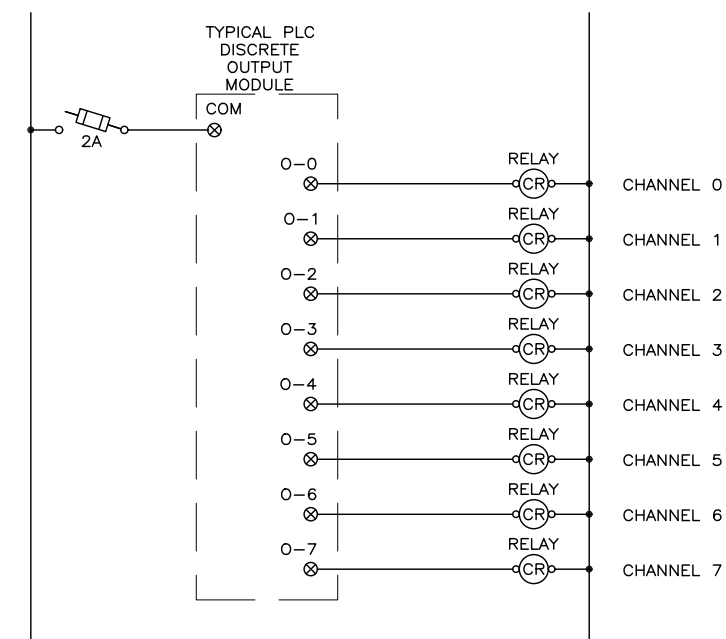 TYPICAL PLC
DISCRETE
OUTPUT
MODULE
COM
2A
O-0
RELAY
CR
CHANNEL 0
O-1
RELAY
CR
CHANNEL 1
O-2
RELAY
CR
CHANNEL 2
O-3
RELAY
CR
CHANNEL 3
O-4
RELAY
CR
CHANNEL 4
O-5
RELAY
CR
CHANNEL 5
O-6
RELAY
CR
CHANNEL 6
O-7
RELAY
CR
CHANNEL 7